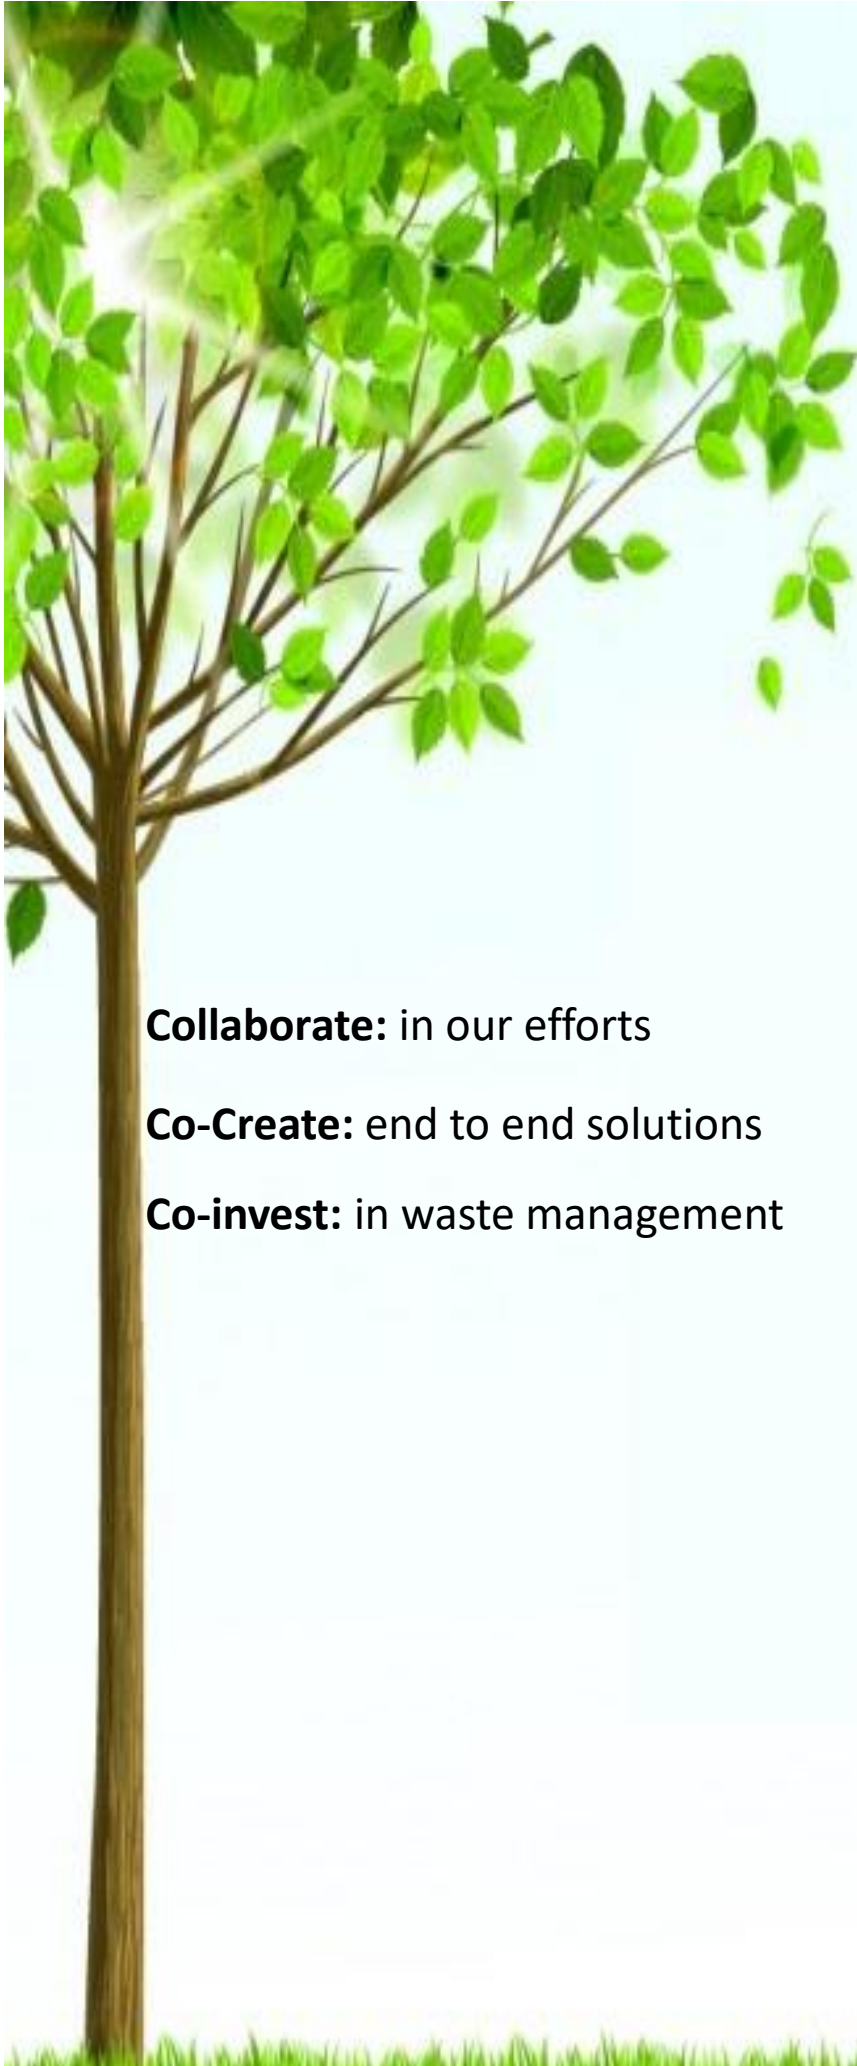 Collaborate: in our efforts
Co-Create: end to end solutions
Co-invest: in waste management